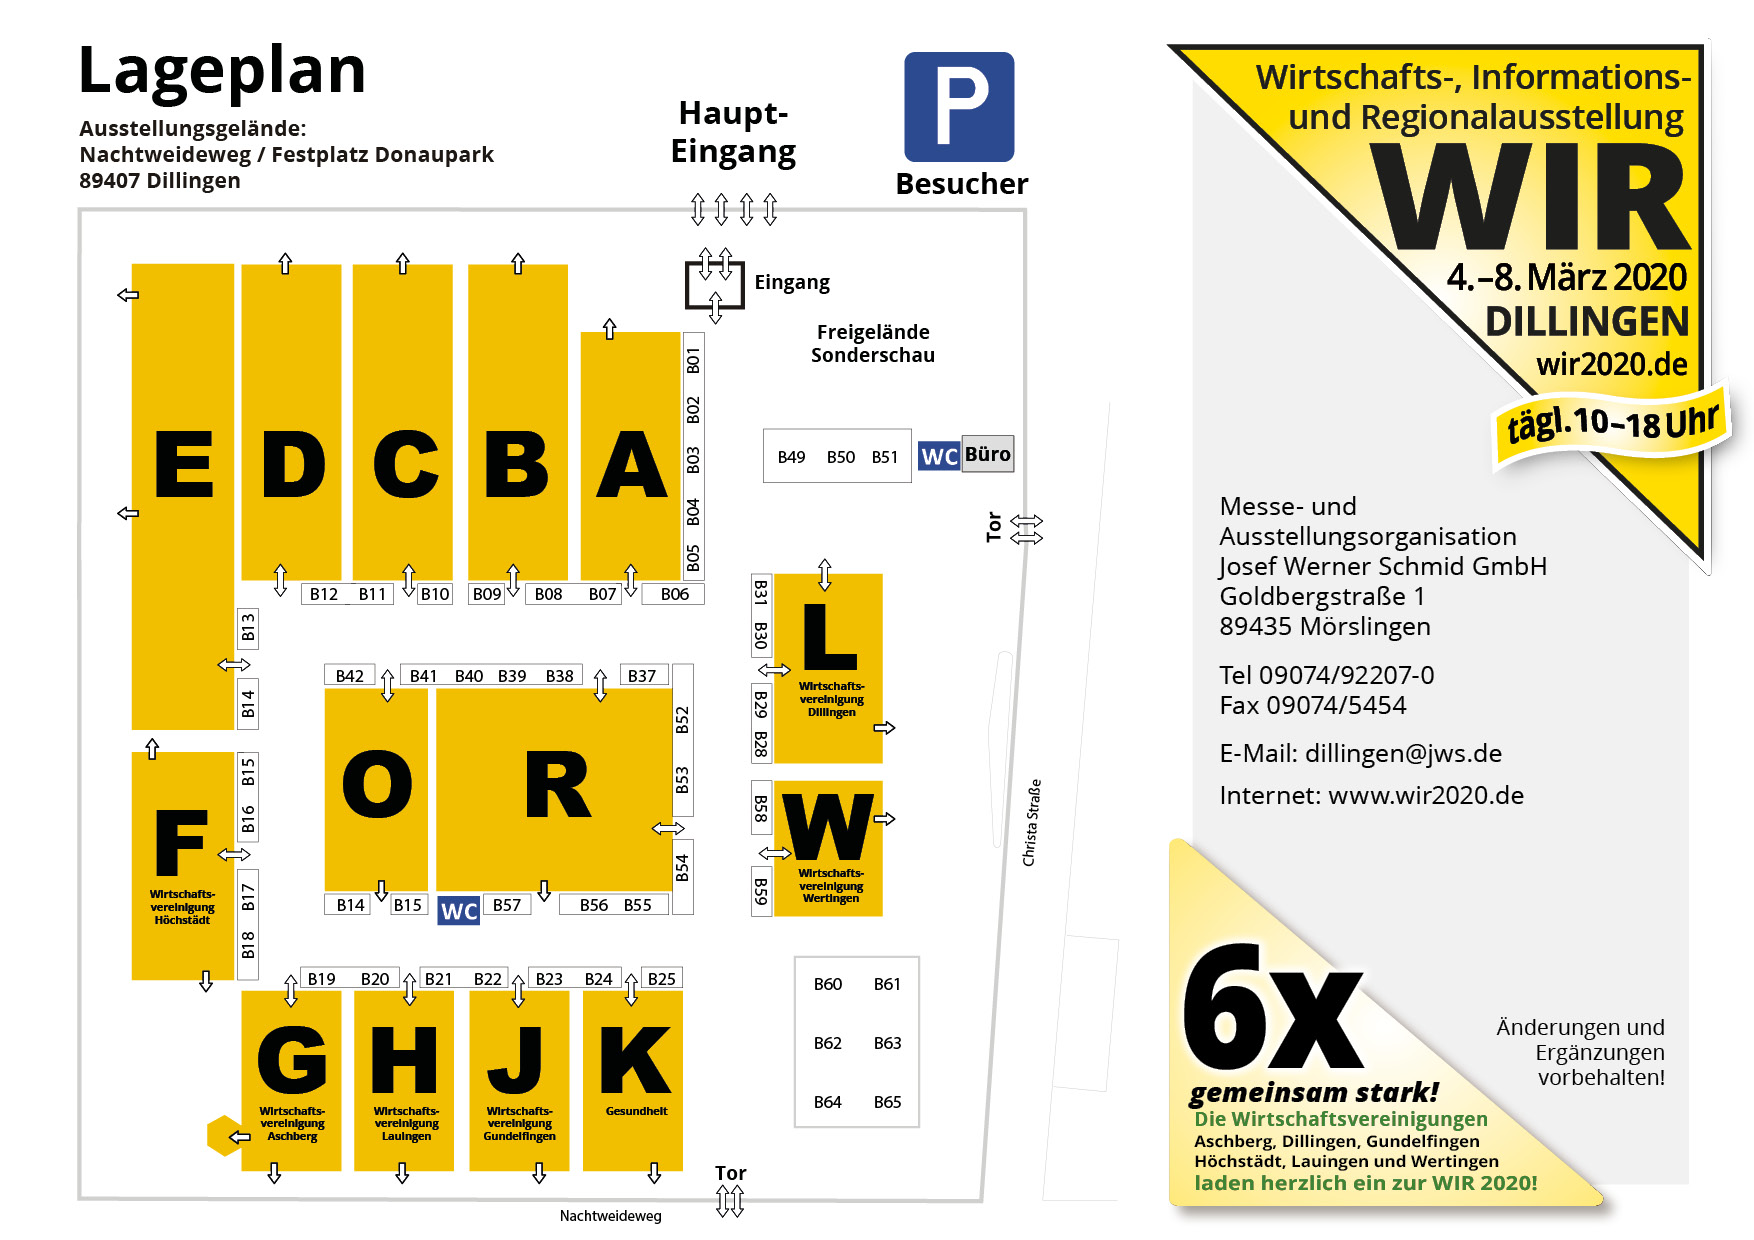 Lageplan
Ausstellungsgelände:
Nachtweideweg / Festplatz Donaupark
89407 Dillingen
Haupt-
Eingang
P
Besucher
Eingang
Freigelände
Sonderschau
E
D
C
B
A
B01
B02
B03
B04
B05
B49 B50 B51
WC
Büro
Tor
B12 B11 B10 B09 B08 B07 B06
B13
B14
B42 B41 B40 B39 B38 B37
O
R
B52
B53
B54
B14 B15 WC B57 B56 B55
F
Wirtschafts-
vereinigung
Höchstädt
B15
B16
B17
B18
B31
B30
B29
B28
L
Wirtschafts-
vereinigung
Dillingen
B58
B59
W
Wirtschafts-
vereinigung
Wertingen
Christa Straße
B60 B61
B62 B63
B64 B65
B19 B20 B21 B22 B23 B24 B25
G
Wirtschafts-
vereinigung
Aschberg
H
Wirtschafts-
vereinigung
Lauingen
J
Wirtschafts-
vereinigung
Gundelfingen
K
Gesundheit
Tor
Nachtweideweg
Wirtschafts-, Informations-
und Regionalausstellung
WIR
4.–8. März 2020
DILLINGEN
wir2020.de
tägl. 10–18 Uhr
Messe- und
Ausstellungsorganisation
Josef Werner Schmid GmbH
Goldbergstraße 1
89435 Mörslingen
Tel 09074/92207-0
Fax 09074/5454
E-Mail: dillingen@jws.de
Internet: www.wir2020.de
6x
gemeinsam stark!
Die Wirtschaftsvereinigungen
Aschberg, Dillingen, Gundelfingen
Höchstädt, Lauingen und Wertingen
laden herzlich ein zur WIR 2020!
Änderungen und
Ergänzungen
vorbehalten!